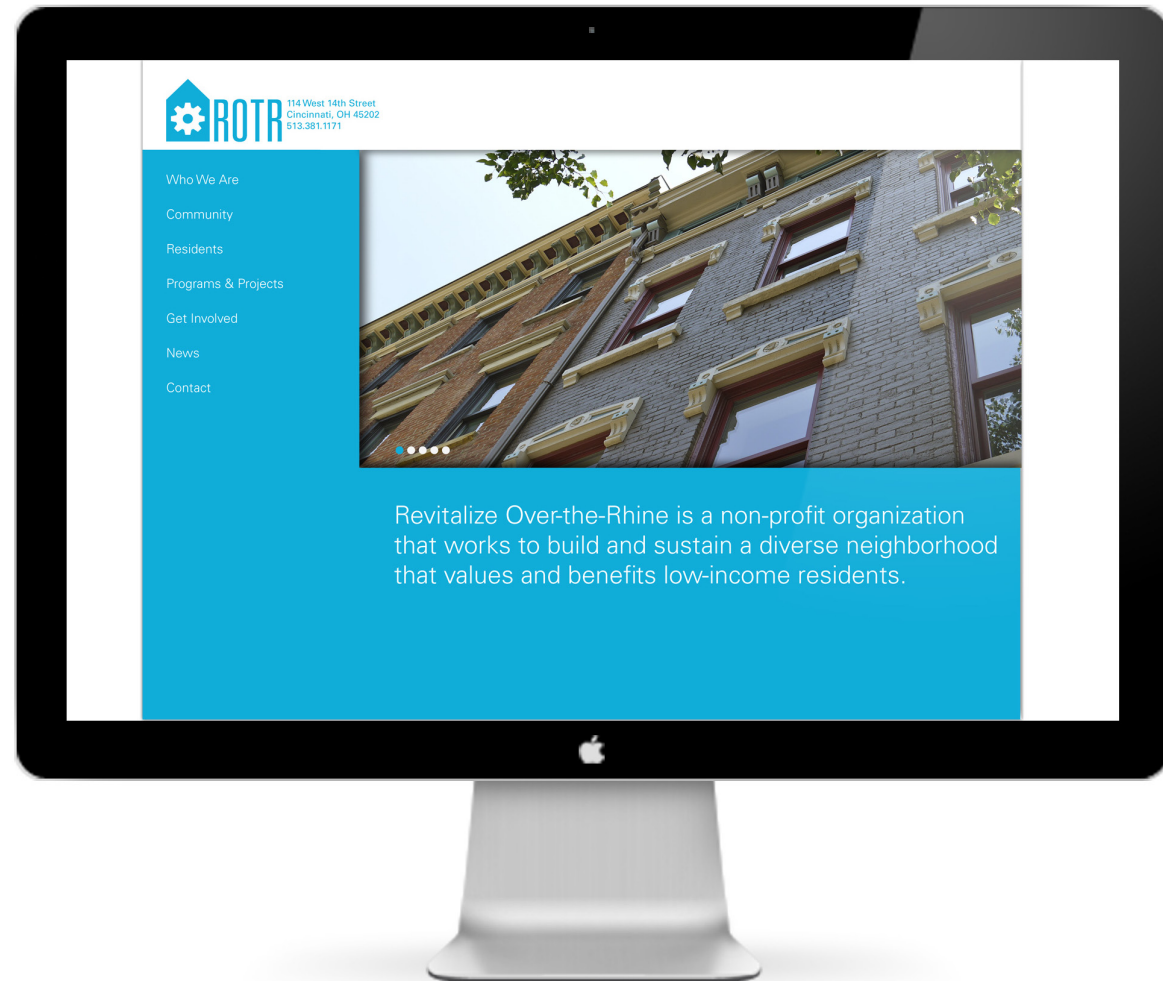 ROTR
114 West 14th Street
Cincinnati, OH 45202
513.381.1171
Who We Are
Community
Residents
Programs & Projects
Get Involved
News
Contact
Revitalize Over-the-Rhine is a non-profit organization
that works to build and sustain a diverse neighborhood
that values and benefits low-income residents.